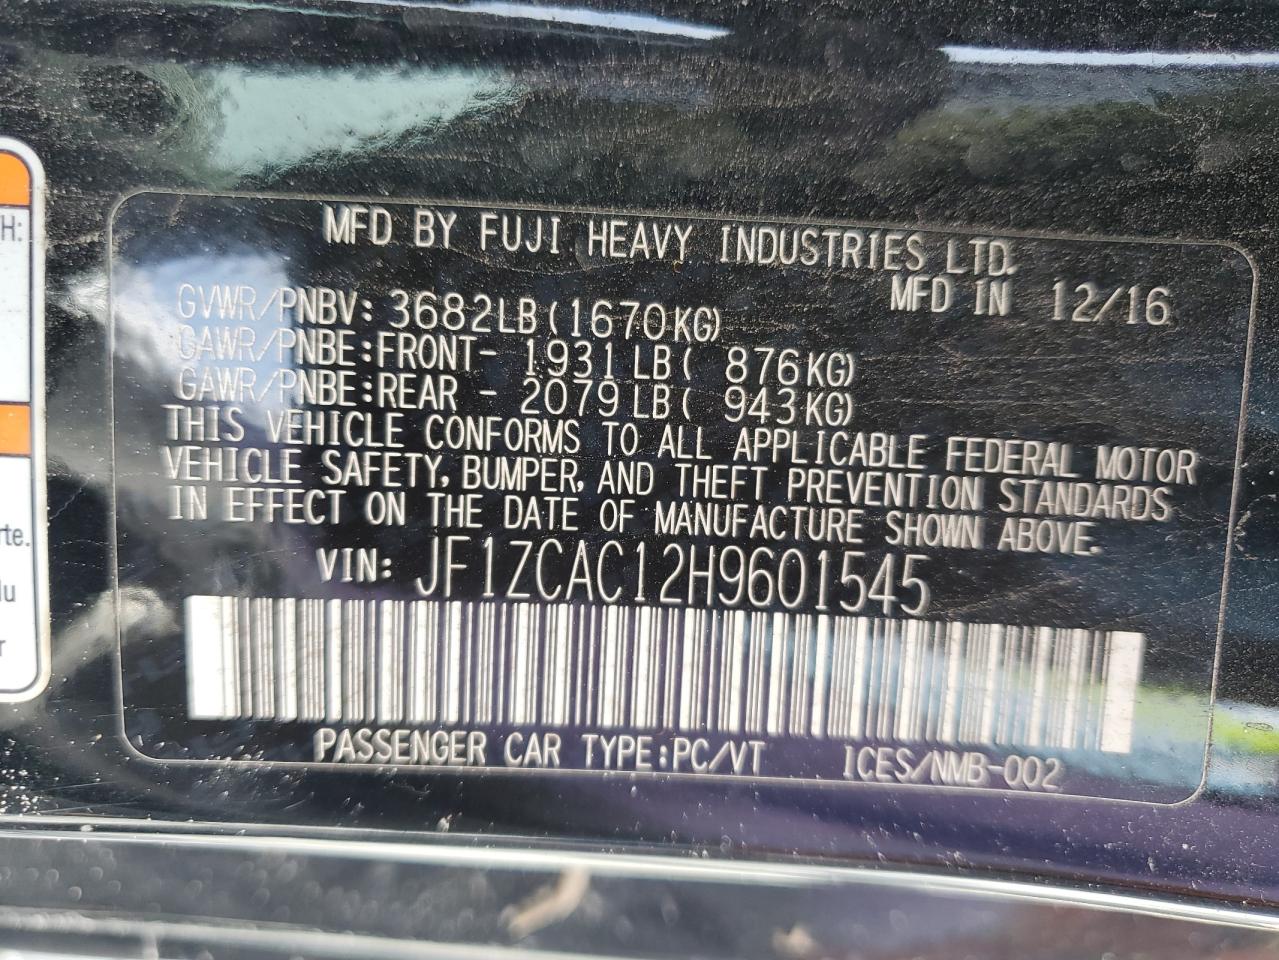 MFD BY FUJI HEAVY INDUSTRIES LTD.
MFD IN 12/16
GVWR/PNBV: 3682LB(1670KG)
GAWR/PNBE:FRONT- 1931LB( 876KG)
GAWR/PNBE:REAR - 2079LB( 943KG)
THIS VEHICLE CONFORMS TO ALL APPLICABLE FEDERAL MOTOR
VEHICLE SAFETY, BUMPER, AND THEFT PREVENTION STANDARDS
IN EFFECT ON THE DATE OF MANUFACTURE SHOWN ABOVE.
VIN: JF1ZCAC12H9601545
PASSENGER CAR TYPE:PC/VT ICES/NMB-002
H:
rte.
lu
r